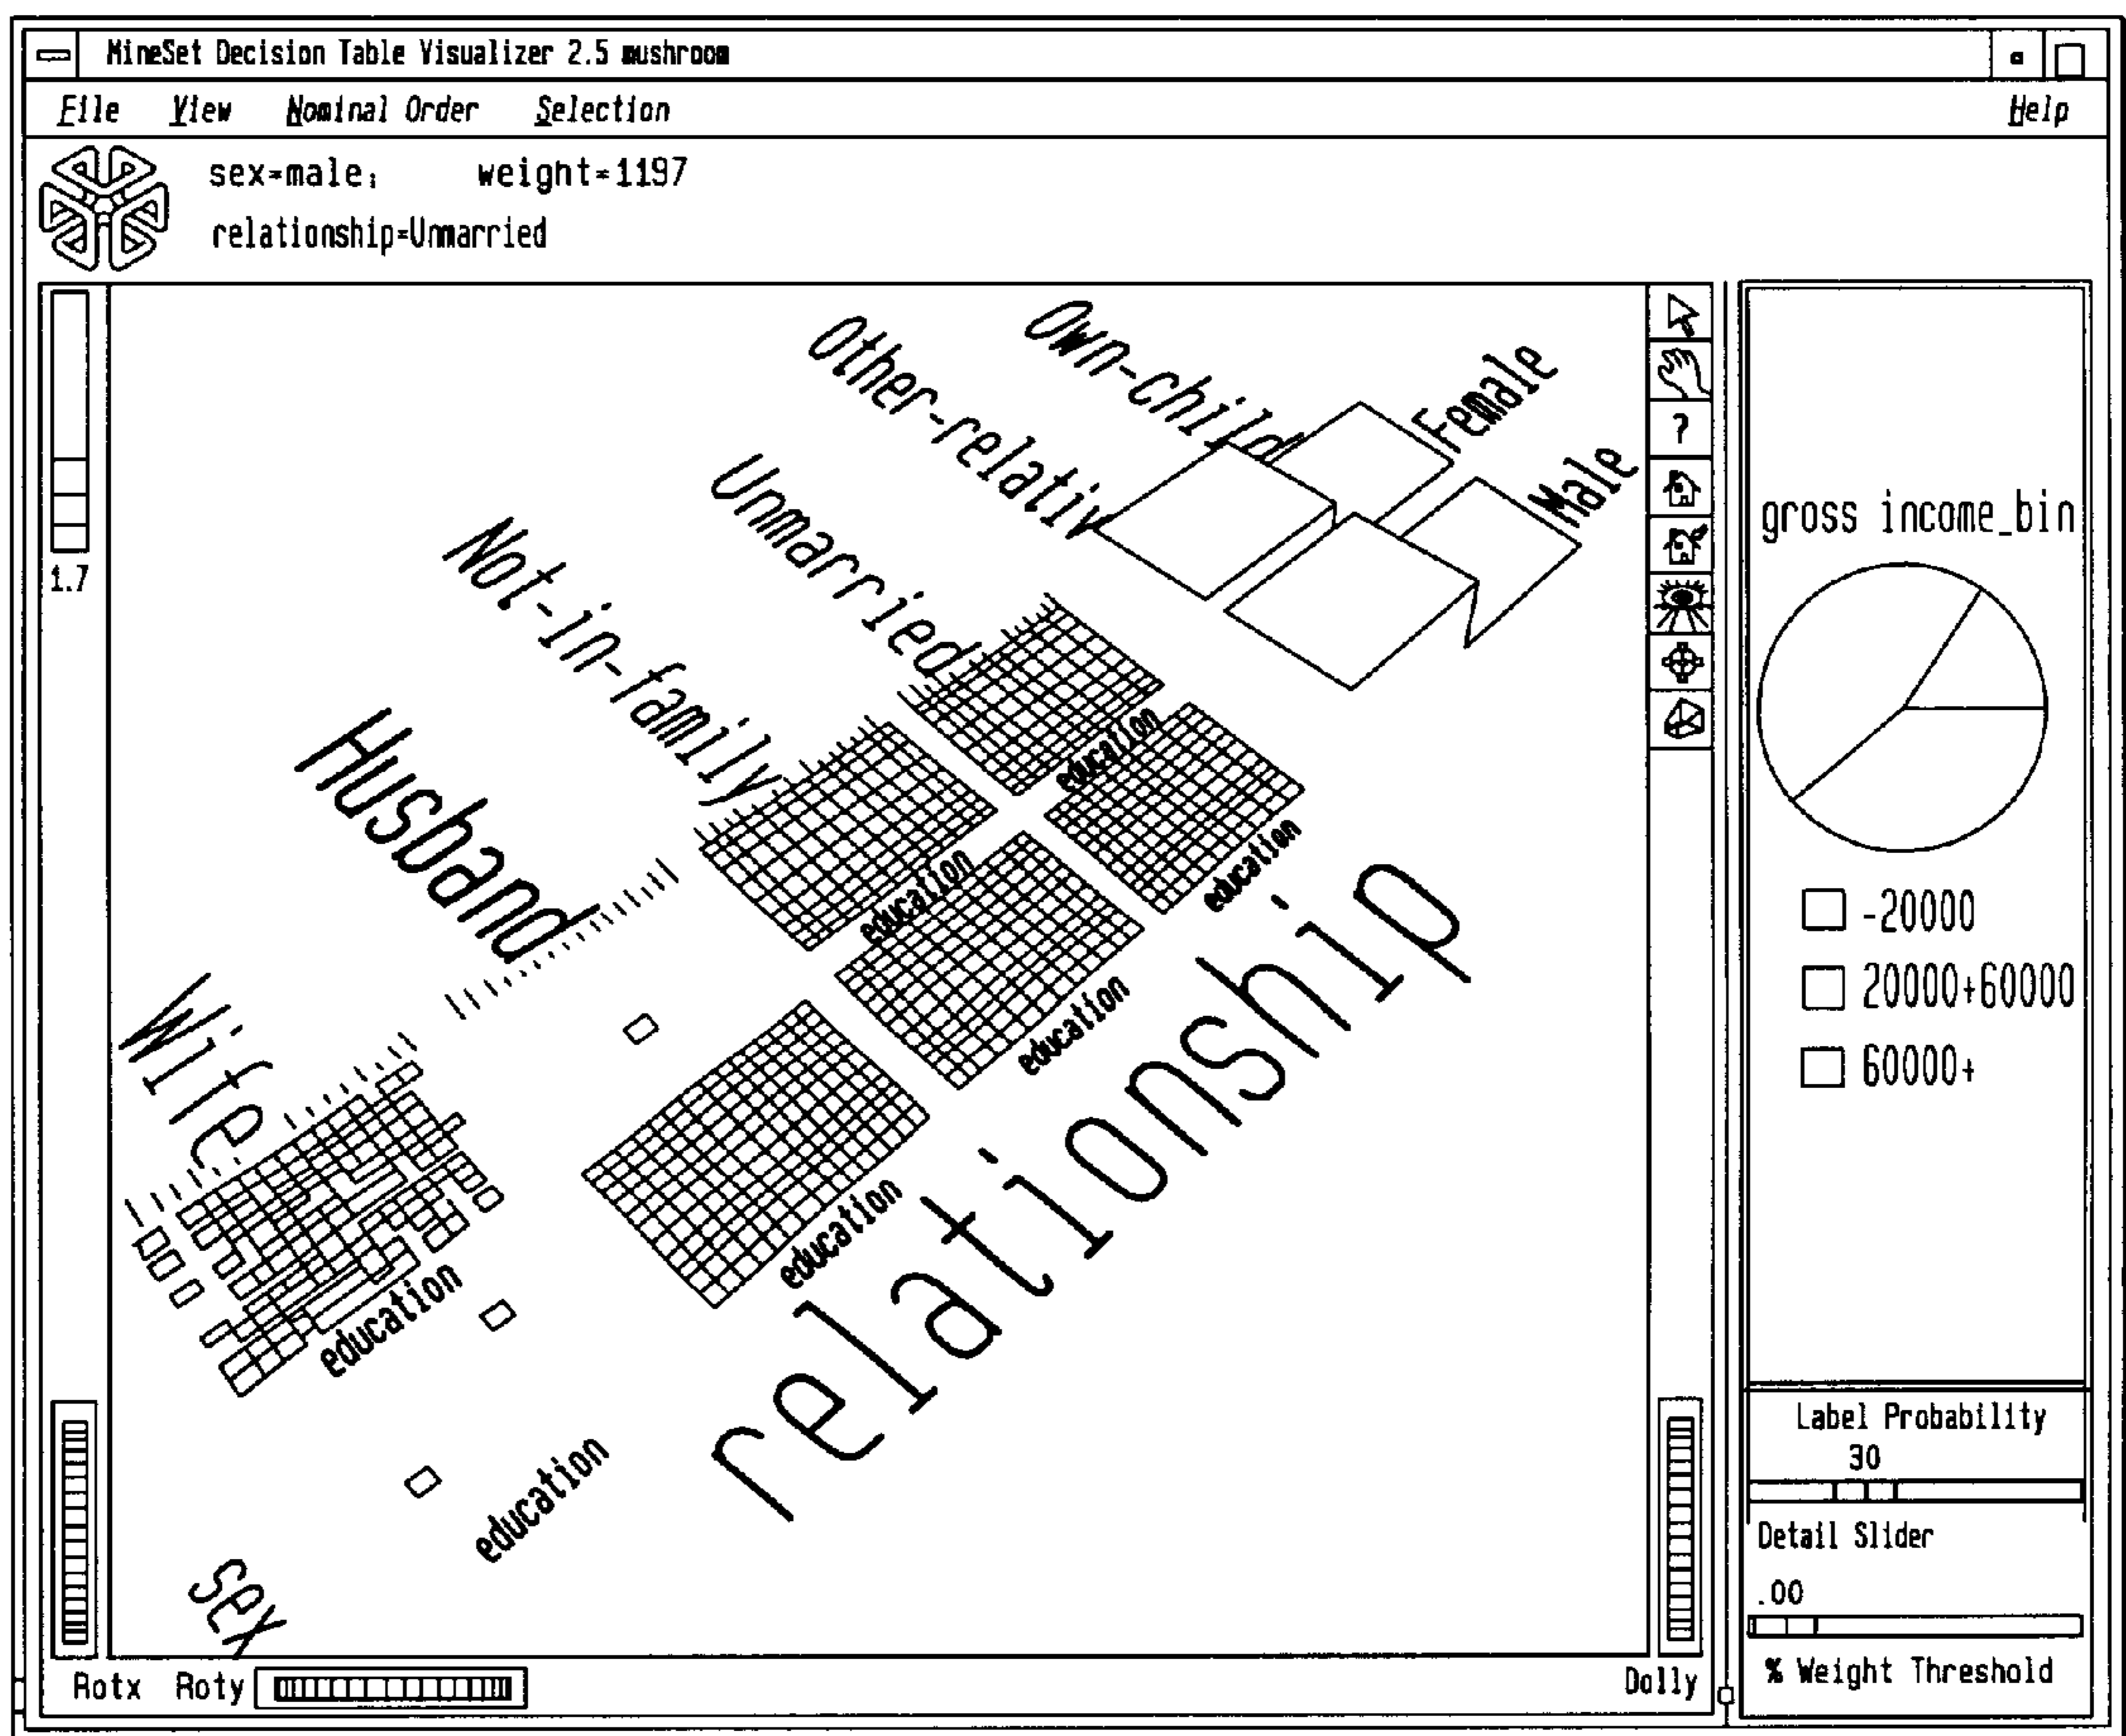 MineSet Decision Table Visualizer 2.5 mushroom
File View Nominal Order Selection Help
sex=male; weight=1197
relationship=Unmarried
1.7
Own-child
Other-relativ
Female
Male
Unmarried
Not-in-family
Husband
Wife
education
education
education
education
education
education
education
relationship
sex
?
gross income_bin
-20000
20000+60000
60000+
Label Probability
30
Detail Slider
.00
% Weight Threshold
Rotx Roty Dolly